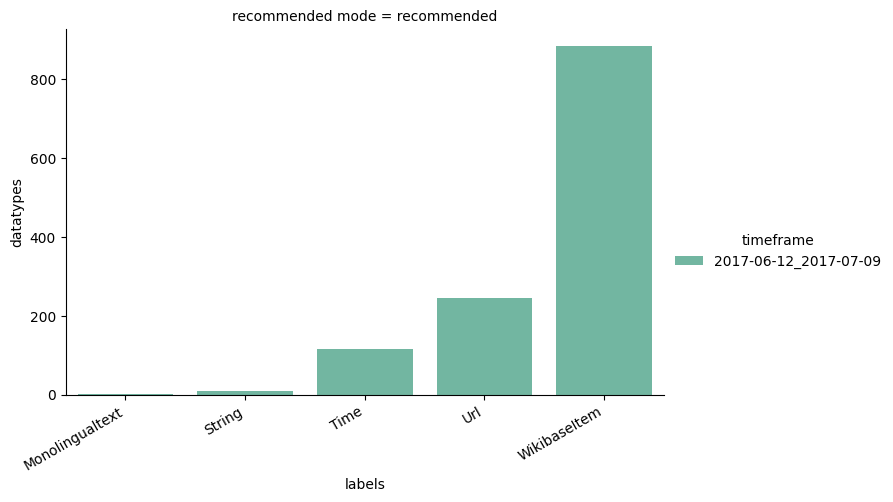 recommended mode = recommended
datatypes
800
600
400
200
0
Monolingualtext
String
Time
Url
WikibaseItem
labels
timeframe
2017-06-12_2017-07-09